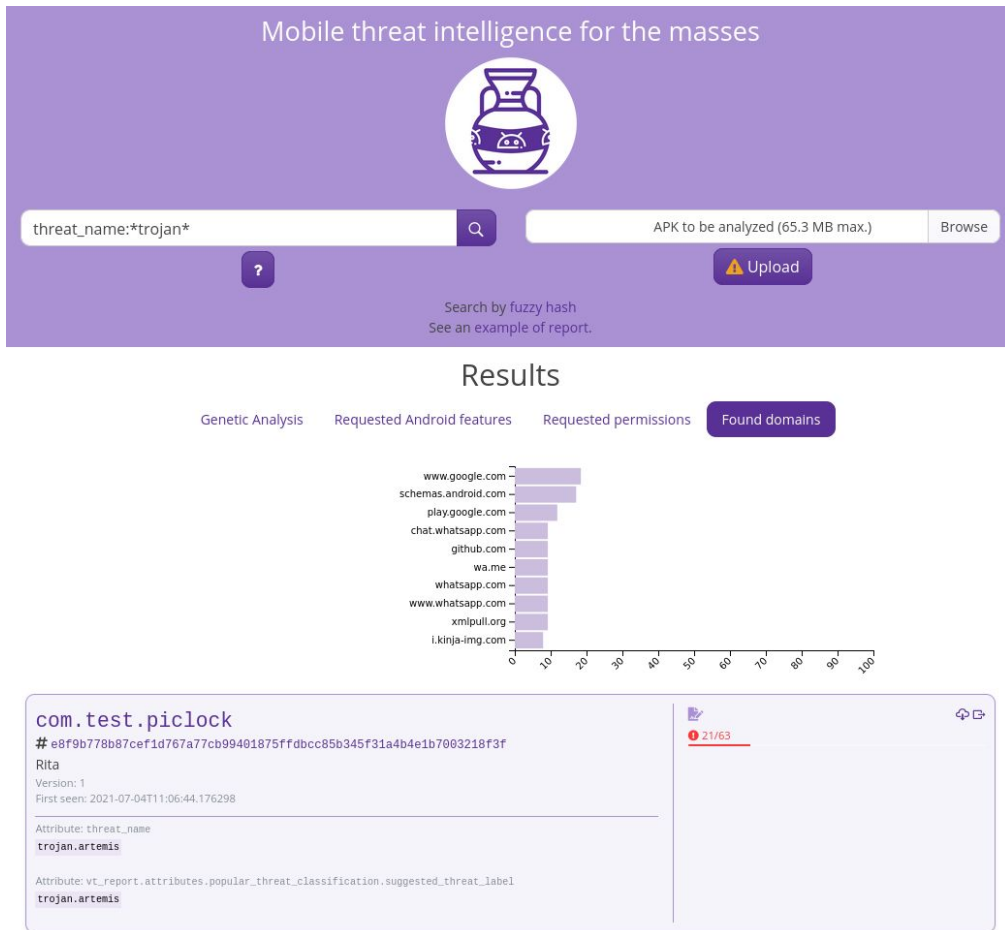 Mobile threat intelligence for the masses
threat_name:*trojan*
APK to be analyzed (65.3 MB max.)
Browse
?
Upload
Search by fuzzy hash
See an example of report.
Results
Genetic Analysis
Requested Android features
Requested permissions
Found domains
www.google.com
schemas.android.com
play.google.com
chat.whatsapp.com
github.com
wa.me
whatsapp.com
www.whatsapp.com
xmlpull.org
i.kinja-img.com
0 10 20 30 40 50 60 70 80 90 100
com.test.piclock
# e8f9b778b87cef1d767a77cb99401875ffdbcc85b345f31a4b4e1b7003218f3f
Rita
Version: 1
First seen: 2021-07-04T11:06:44.176298
Attribute: threat_name
trojan.artemis
Attribute: vt_report.attributes.popular_threat_classification.suggested_threat_label
trojan.artemis
21/63